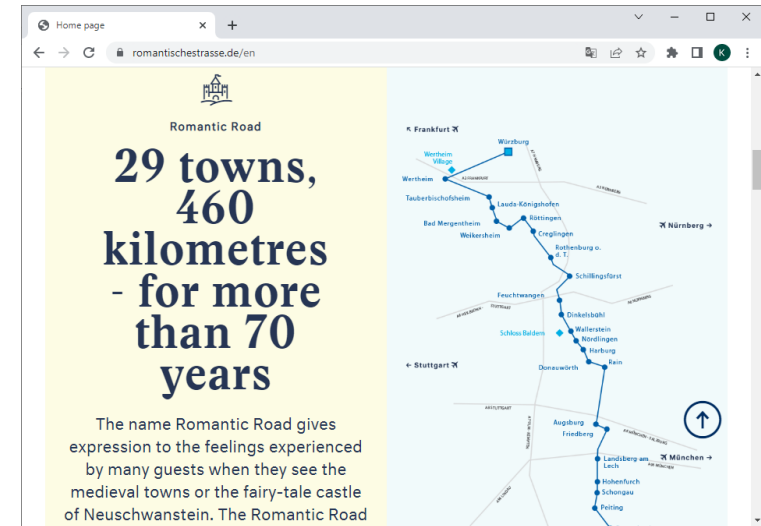 Home page
romantischestrasse.de/en
K
Romantic Road
29 towns,
460
kilometres
- for more
than 70
years
The name Romantic Road gives
expression to the feelings experienced
by many guests when they see the
medieval towns or the fairy-tale castle
of Neuschwanstein. The Romantic Road
Frankfurt
Würzburg
Wertheim
Village
Wertheim
Tauberbischofsheim
Lauda-Königshofen
Bad Mergentheim
Röttingen
Weikersheim
Creglingen
Nürnberg
Rothenburg o.
d. T.
Schillingsfürst
Feuchtwangen
Dinkelsbühl
Schloss Baldern
Wallerstein
Nördlingen
Harburg
Stuttgart
Donauwörth
Rain
Augsburg
Friedberg
München
Landsberg am
Lech
Hohenfurch
Schongau
Peiting